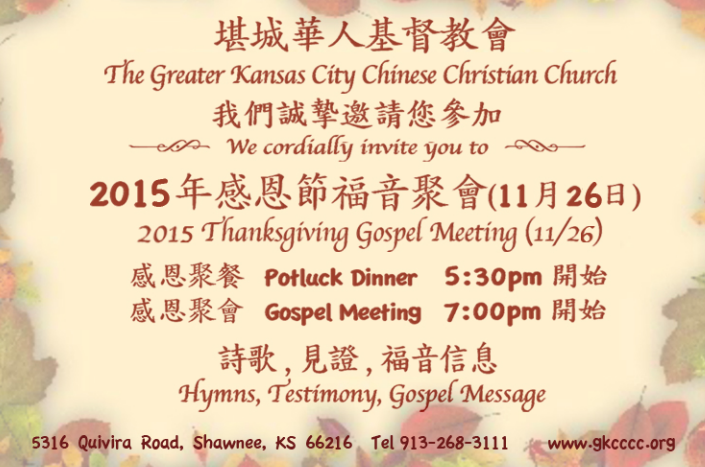 堪城華人基督教會
The Greater Kansas City Chinese Christian Church
我們誠摯邀請您參加
We cordially invite you to
2015年感恩節福音聚會(11月26日)
2015 Thanksgiving Gospel Meeting (11/26)
感恩聚餐 Potluck Dinner 5:30pm 開始
感恩聚會 Gospel Meeting 7:00pm 開始
詩歌,見證,福音信息
Hymns, Testimony, Gospel Message
5316 Quivira Road, Shawnee, KS 66216 Tel 913-268-3111 www.gkcccc.org